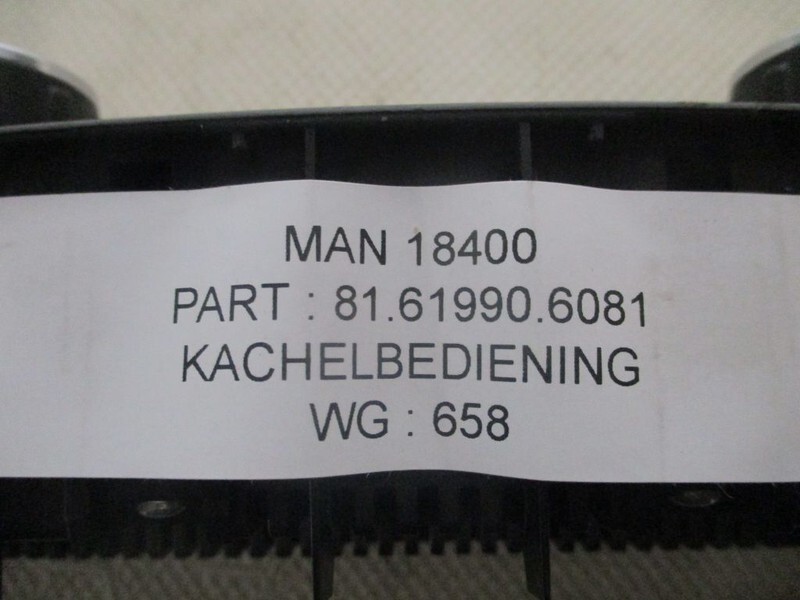 MAN 18400
PART : 81.61990.6081
KACHELBEDIENING
WG : 658